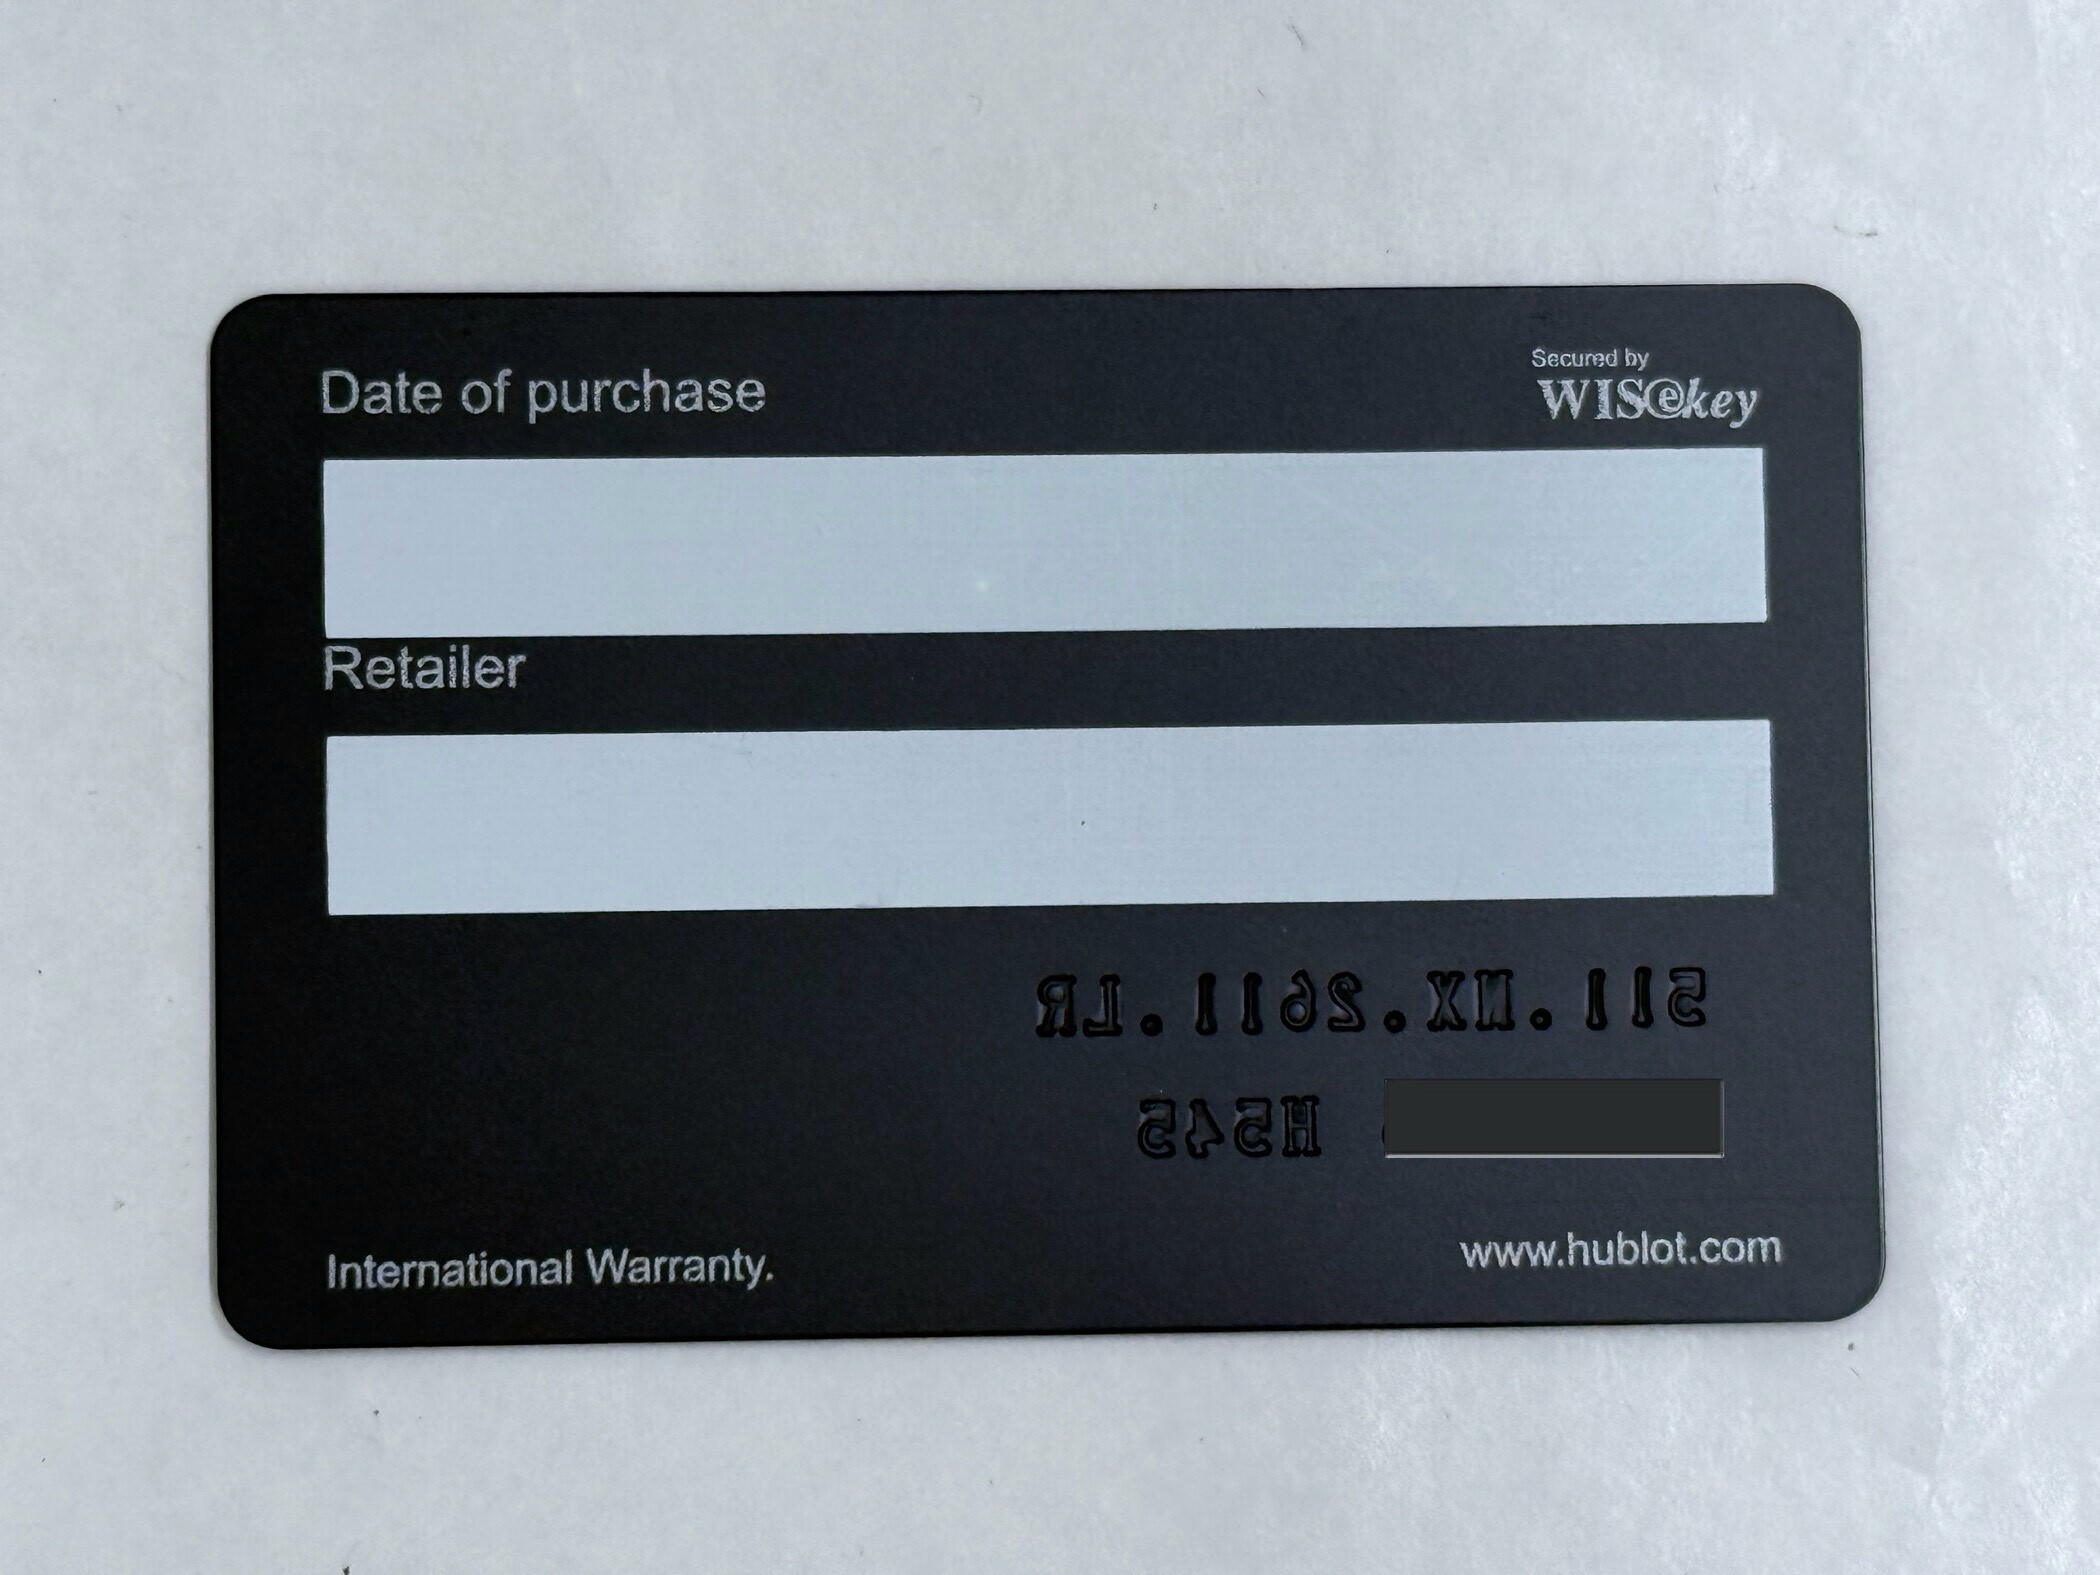 Date of purchase
Secured by
WISekey
Retailer
511.NX.2611.LR
H545
International Warranty.
www.hublot.com